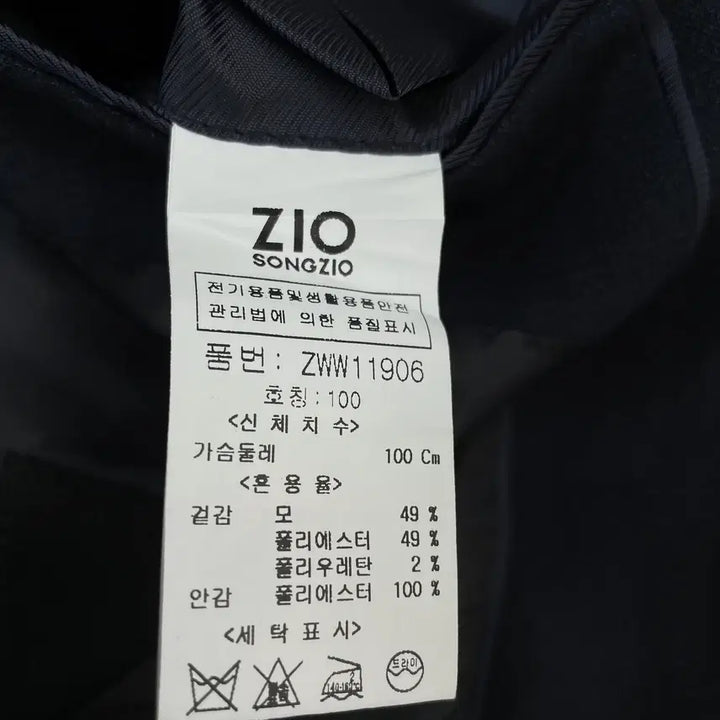 ZIO
SONGZIO
전기용품및생활용품안전
관리법에 의한 품질표시
품번: ZWW11906
호칭:100
<신체치수>
가슴둘레 100 Cm
<혼용율>
겉감 모 49 %
폴리에스터 49 %
폴리우레탄 2 %
안감 폴리에스터 100 %
<세탁표시>
드라이